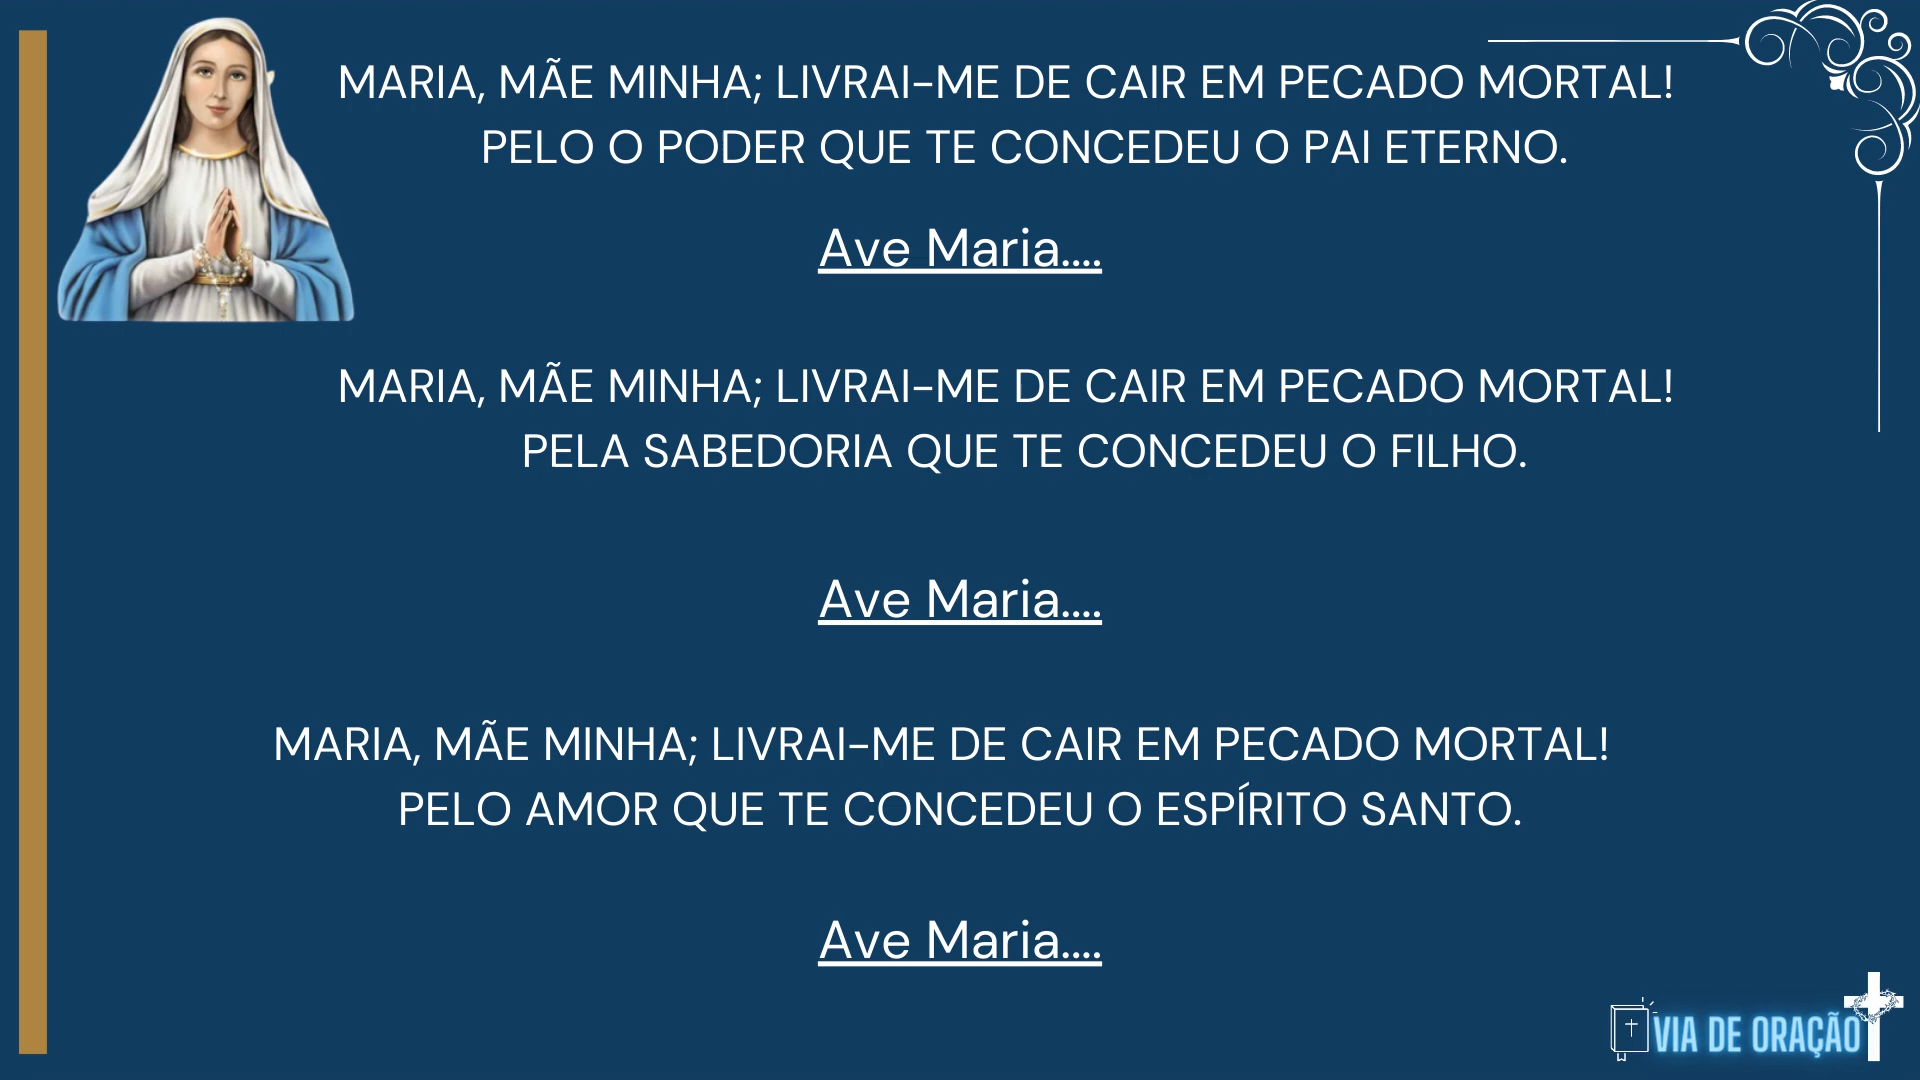 MARIA, MÃE MINHA; LIVRAI-ME DE CAIR EM PECADO MORTAL!
PELO O PODER QUE TE CONCEDEU O PAI ETERNO.
Ave Maria....
MARIA, MÃE MINHA; LIVRAI-ME DE CAIR EM PECADO MORTAL!
PELA SABEDORIA QUE TE CONCEDEU O FILHO.
Ave Maria....
MARIA, MÃE MINHA; LIVRAI-ME DE CAIR EM PECADO MORTAL!
PELO AMOR QUE TE CONCEDEU O ESPÍRITO SANTO.
Ave Maria....
VIA DE ORAÇÃO